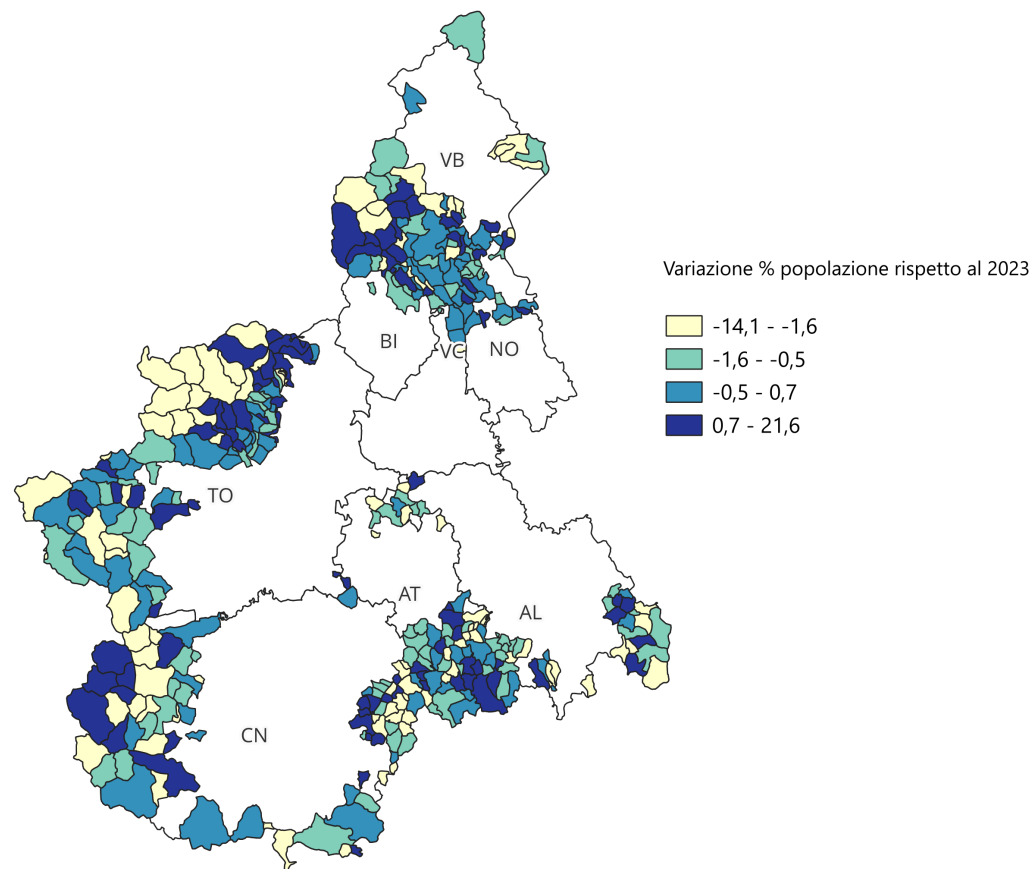 VB
Variazione % popolazione rispetto al 2023
-14,1 - -1,6
-1,6 - -0,5
-0,5 - 0,7
0,7 - 21,6
BI
VC
NO
TO
AT
AL
CN